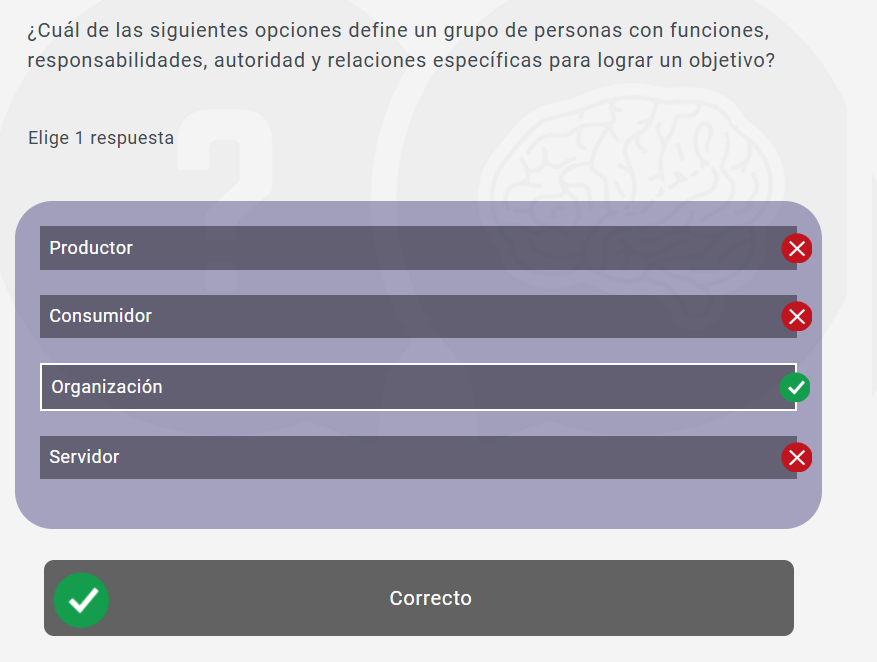 ¿Cuál de las siguientes opciones define un grupo de personas con funciones,
responsabilidades, autoridad y relaciones específicas para lograr un objetivo?
Elige 1 respuesta
Productor
Consumidor
Organización
Servidor
Correcto